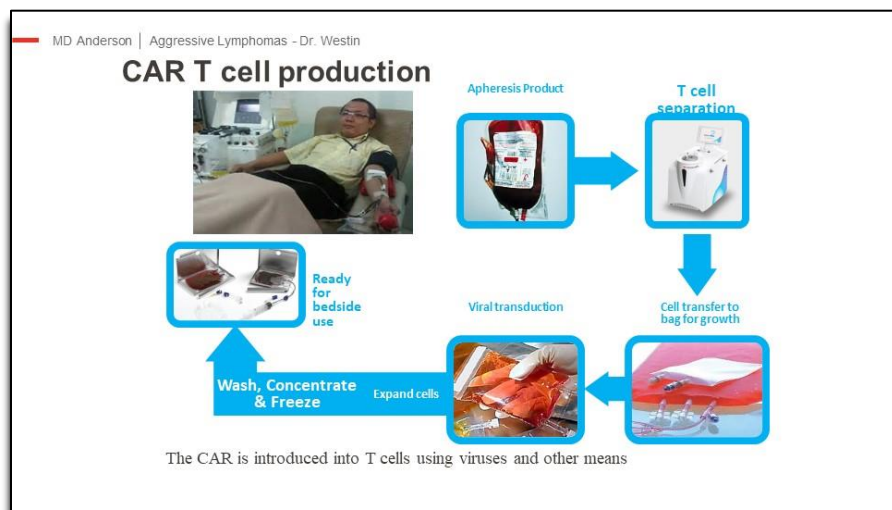 MD Anderson | Aggressive Lymphomas - Dr. Westin
CAR T cell production
Apheresis Product
T cell
separation
Cell transfer to
bag for growth
Viral transduction
Expand cells
Wash, Concentrate
& Freeze
Ready
for
bedside
use
The CAR is introduced into T cells using viruses and other means